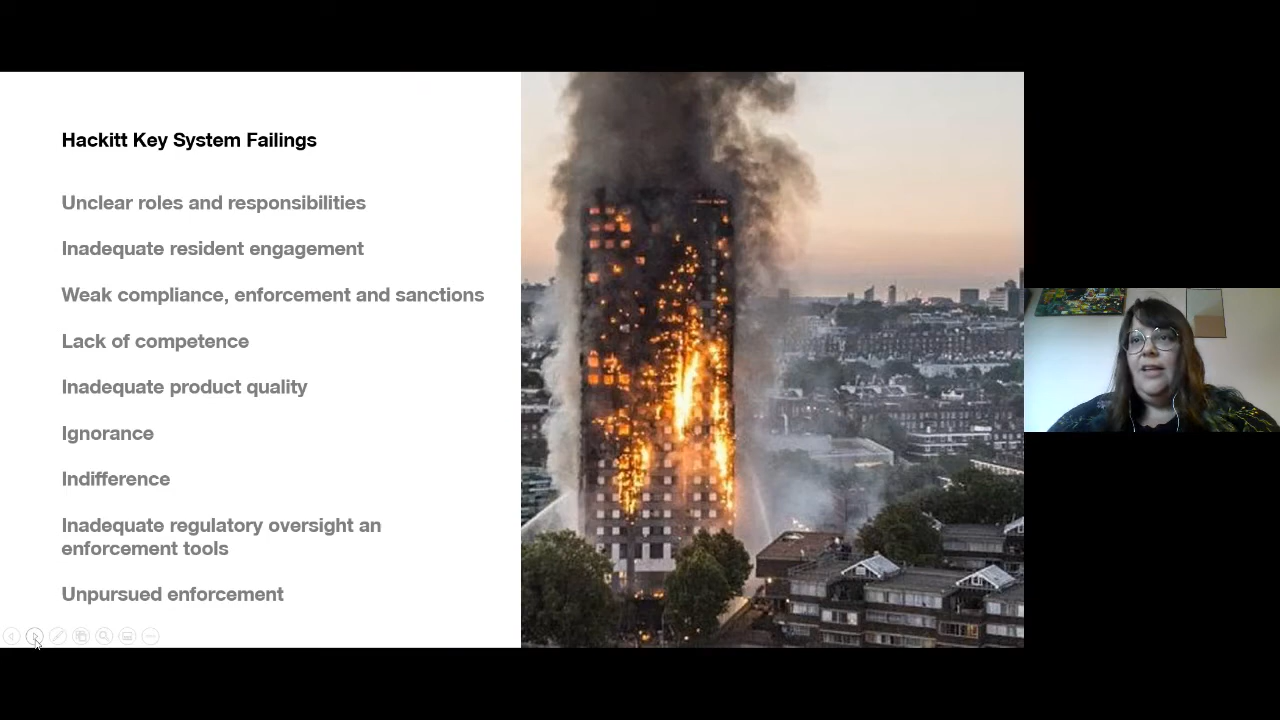 Hackitt Key System Failings
Unclear roles and responsibilities
Inadequate resident engagement
Weak compliance, enforcement and sanctions
Lack of competence
Inadequate product quality
Ignorance
Indifference
Inadequate regulatory oversight an
enforcement tools
Unpursued enforcement